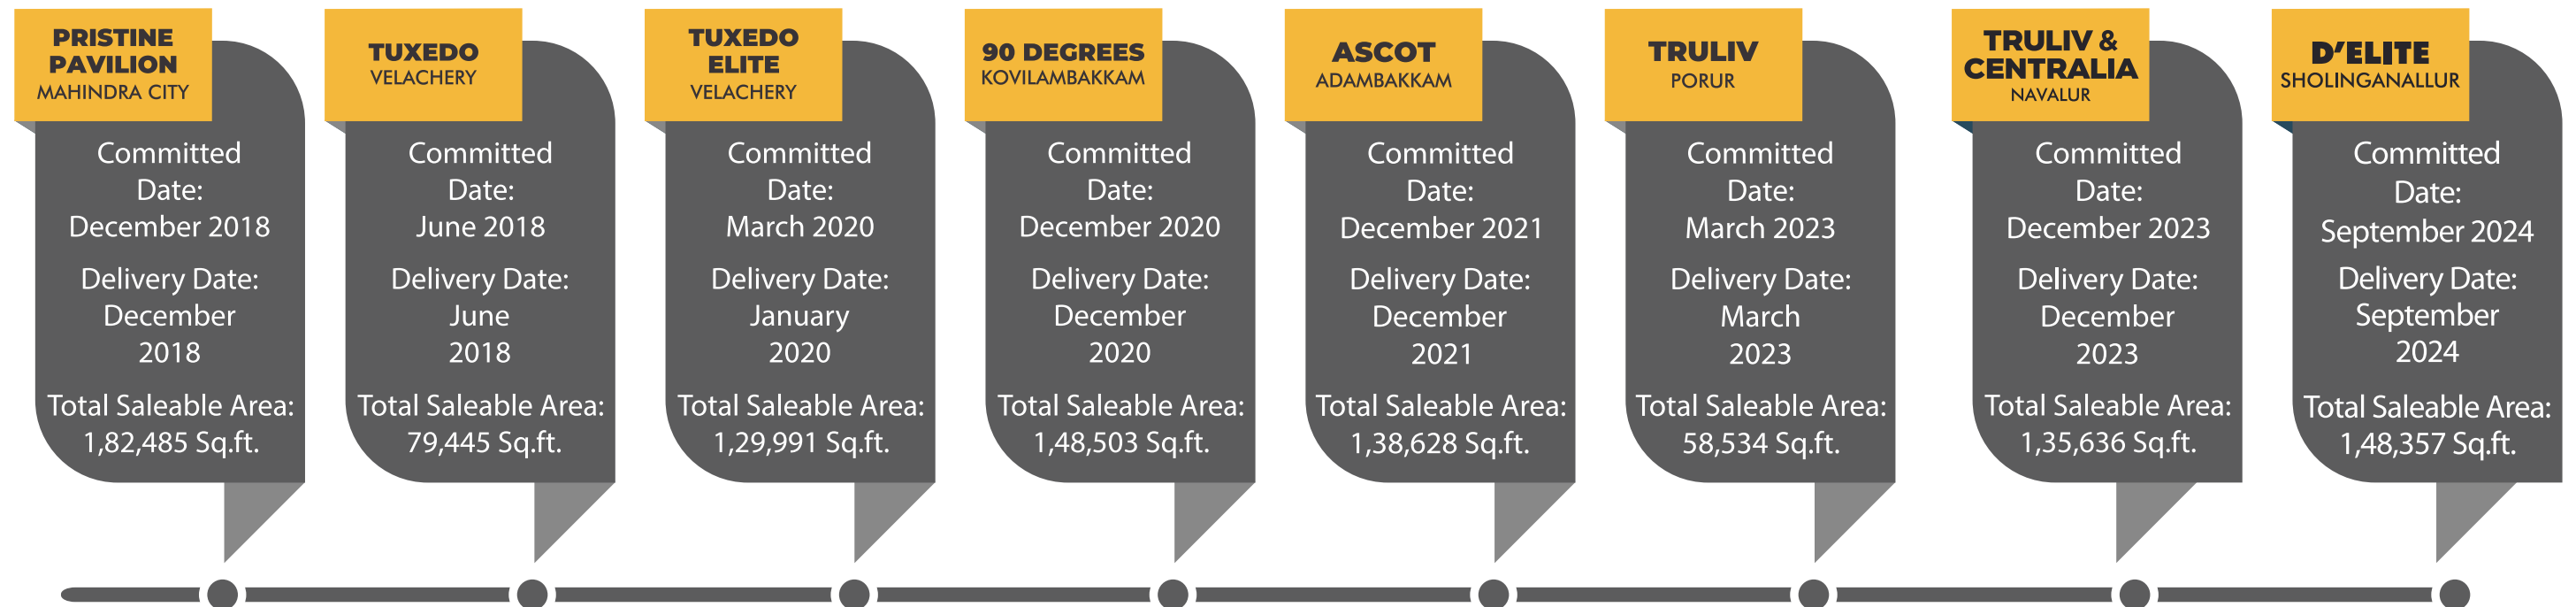 PRISTINE
PAVILION
MAHINDRA CITY
Committed
Date:
December 2018
Delivery Date:
December
2018
Total Saleable Area:
1,82,485 Sq.ft.
TUXEDO
VELACHERY
Committed
Date:
June 2018
Delivery Date:
June
2018
Total Saleable Area:
79,445 Sq.ft.
TUXEDO
ELITE
VELACHERY
Committed
Date:
March 2020
Delivery Date:
January
2020
Total Saleable Area:
1,29,991 Sq.ft.
90 DEGREES
KOVILAMBAKKAM
Committed
Date:
December 2020
Delivery Date:
December
2020
Total Saleable Area:
1,48,503 Sq.ft.
ASCOT
ADAMBAKKAM
Committed
Date:
December 2021
Delivery Date:
December
2021
Total Saleable Area:
1,38,628 Sq.ft.
TRULIV
PORUR
Committed
Date:
March 2023
Delivery Date:
March
2023
Total Saleable Area:
58,534 Sq.ft.
TRULIV &
CENTRALIA
NAVALUR
Committed
Date:
December 2023
Delivery Date:
December
2023
Total Saleable Area:
1,35,636 Sq.ft.
D'ELITE
SHOLINGANALLUR
Committed
Date:
September 2024
Delivery Date:
September
2024
Total Saleable Area:
1,48,357 Sq.ft.